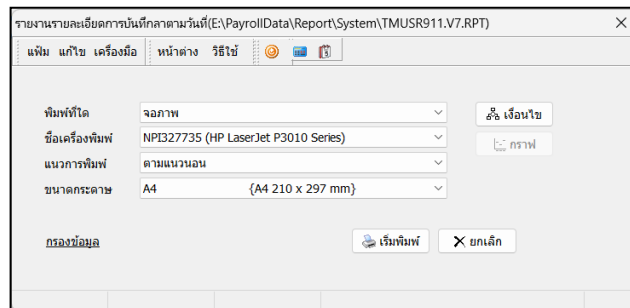 รายงานรายละเอียดการบันทึกลาตามวันที่(E:\PayrollData\Report\System\TMUSR911.V7.RPT)
แฟ้ม แก้ไข เครื่องมือ หน้าต่าง วิธีใช้
พิมพ์ที่ใด จอภาพ เงื่อนไข
ชื่อเครื่องพิมพ์ NPI327735 (HP LaserJet P3010 Series) กราฟ
แนวการพิมพ์ ตามแนวนอน
ขนาดกระดาษ A4 {A4 210 x 297 mm}
กรองข้อมูล เริ่มพิมพ์ ยกเลิก